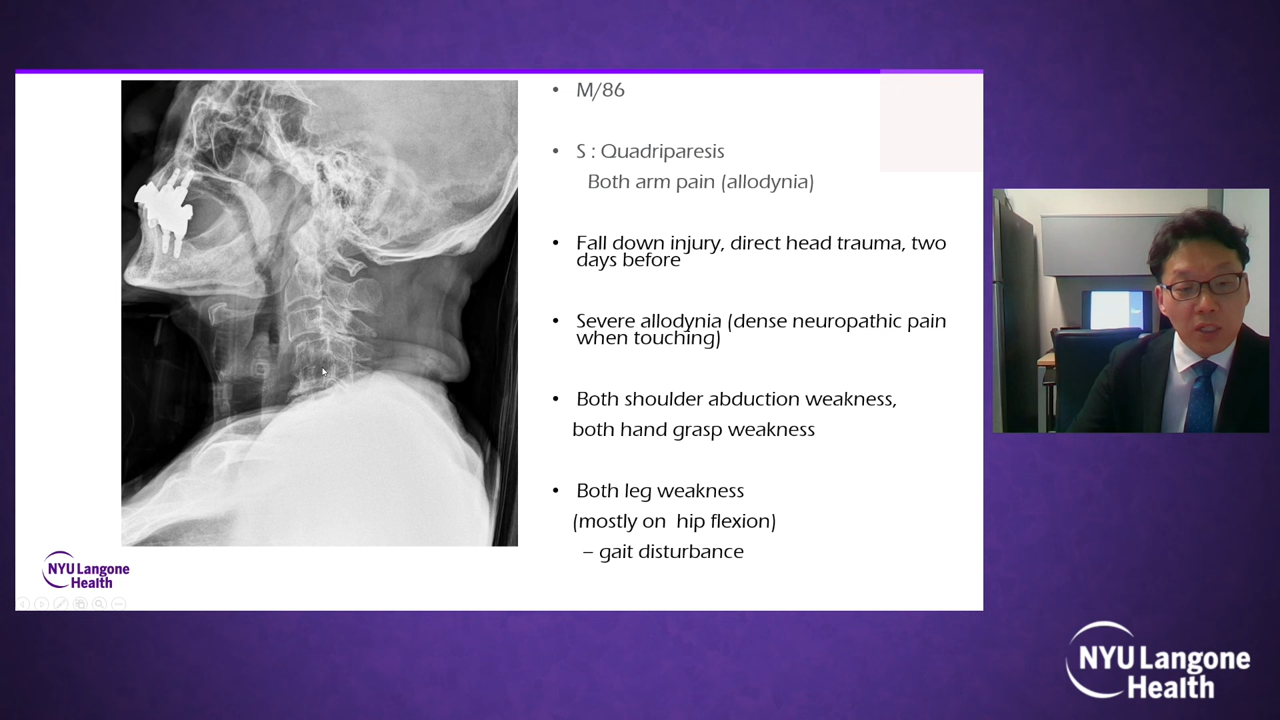 • M/86
• S : Quadriparesis
Both arm pain (allodynia)
• Fall down injury, direct head trauma, two
days before
• Severe allodynia (dense neuropathic pain
when touching)
• Both shoulder abduction weakness,
both hand grasp weakness
• Both leg weakness
(mostly on hip flexion)
– gait disturbance
NYU Langone
Health
NYU Langone
Health